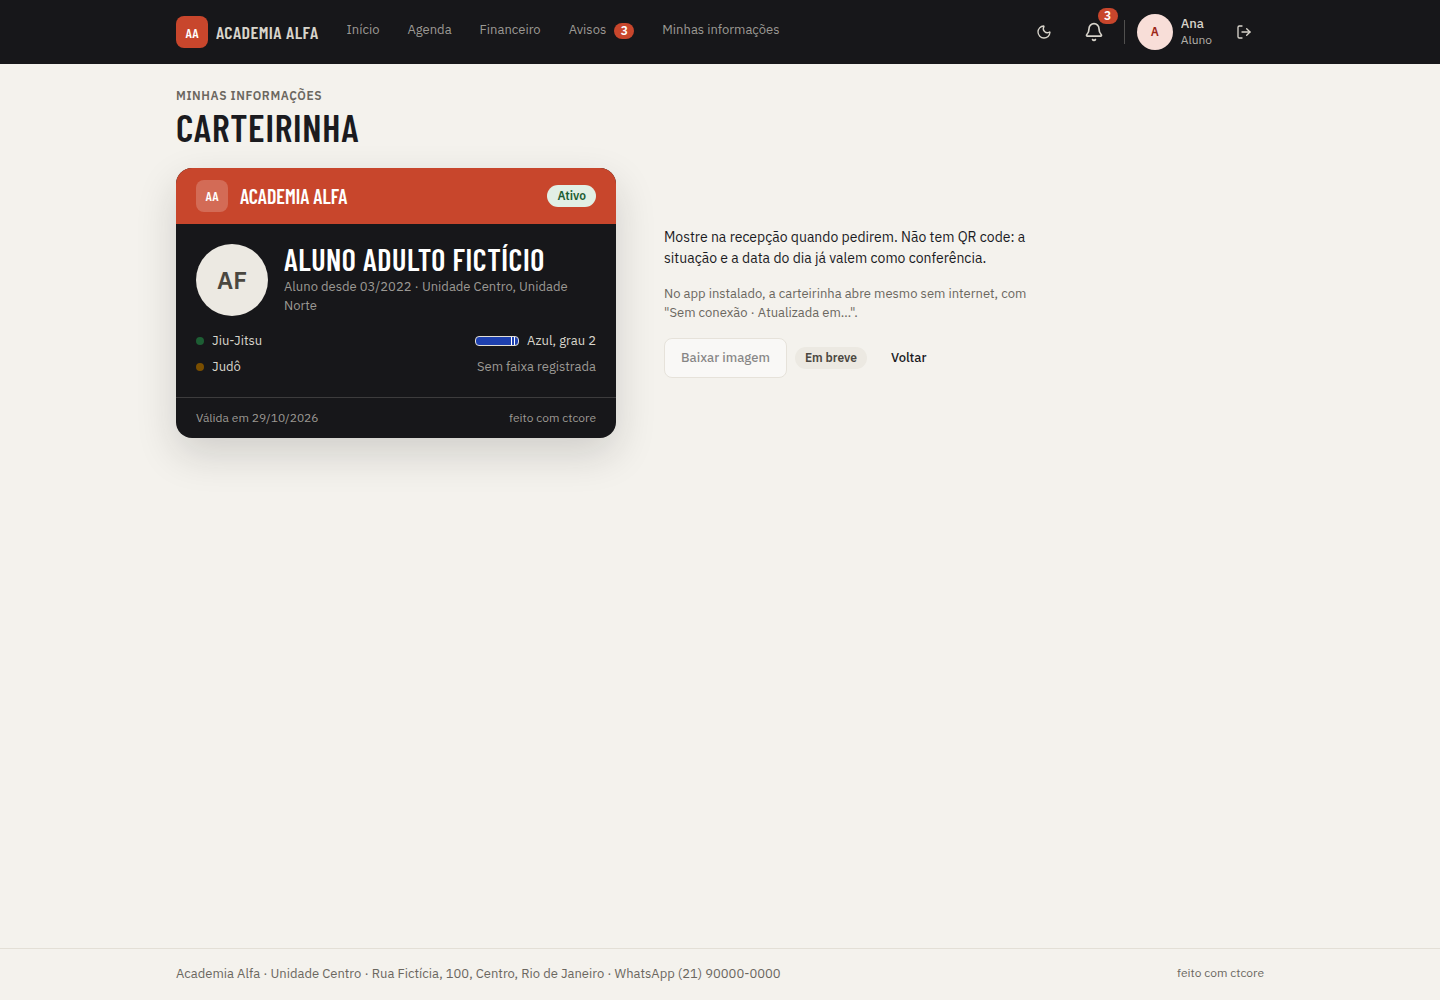 AA ACADEMIA ALFA Início Agenda Financeiro Avisos 3 Minhas informações 3 A Ana
Aluno
MINHAS INFORMAÇÕES
CARTEIRINHA
AA ACADEMIA ALFA Ativo
AF ALUNO ADULTO FICTÍCIO
Aluno desde 03/2022 · Unidade Centro, Unidade
Norte
Jiu-Jitsu Azul, grau 2
Judô Sem faixa registrada
Válida em 29/10/2026 feito com ctcore
Mostre na recepção quando pedirem. Não tem QR code: a
situação e a data do dia já valem como conferência.
No app instalado, a carteirinha abre mesmo sem internet, com
"Sem conexão · Atualizada em…".
Baixar imagem Em breve Voltar
Academia Alfa · Unidade Centro · Rua Fictícia, 100, Centro, Rio de Janeiro · WhatsApp (21) 90000-0000 feito com ctcore